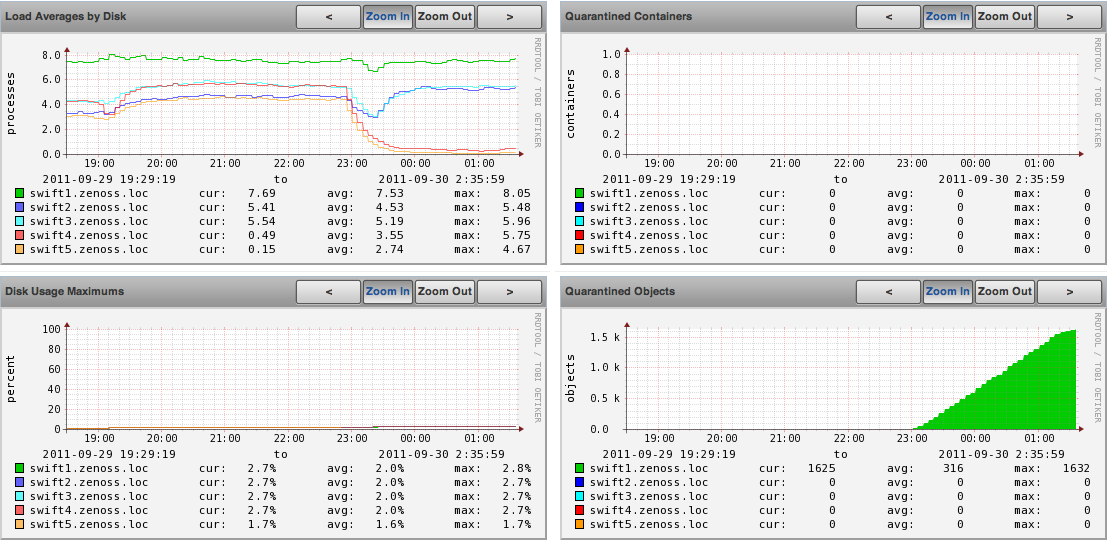 Load Averages by Disk < Zoom In Zoom Out >
RRDTOOL / TOBI OETIKER
processes
8.0
6.0
4.0
2.0
0.0
19:00 20:00 21:00 22:00 23:00 00:00 01:00
2011-09-29 19:29:19 to 2011-09-30 2:35:59
swift1.zenoss.loc cur: 7.69 avg: 7.53 max: 8.05
swift2.zenoss.loc cur: 5.41 avg: 4.53 max: 5.48
swift3.zenoss.loc cur: 5.54 avg: 5.19 max: 5.96
swift4.zenoss.loc cur: 0.49 avg: 3.55 max: 5.75
swift5.zenoss.loc cur: 0.15 avg: 2.74 max: 4.67
Quarantined Containers < Zoom In Zoom Out >
RRDTOOL / TOBI OETIKER
containers
1.0
0.8
0.6
0.4
0.2
0.0
19:00 20:00 21:00 22:00 23:00 00:00 01:00
2011-09-29 19:29:19 to 2011-09-30 2:35:59
swift1.zenoss.loc cur: 0 avg: 0 max: 0
swift2.zenoss.loc cur: 0 avg: 0 max: 0
swift3.zenoss.loc cur: 0 avg: 0 max: 0
swift4.zenoss.loc cur: 0 avg: 0 max: 0
swift5.zenoss.loc cur: 0 avg: 0 max: 0
Disk Usage Maximums < Zoom In Zoom Out >
RRDTOOL / TOBI OETIKER
percent
100
80
60
40
20
0
19:00 20:00 21:00 22:00 23:00 00:00 01:00
2011-09-29 19:29:19 to 2011-09-30 2:35:59
swift1.zenoss.loc cur: 2.7% avg: 2.0% max: 2.8%
swift2.zenoss.loc cur: 2.7% avg: 2.0% max: 2.7%
swift3.zenoss.loc cur: 2.7% avg: 2.0% max: 2.7%
swift4.zenoss.loc cur: 2.7% avg: 2.0% max: 2.7%
swift5.zenoss.loc cur: 1.7% avg: 1.6% max: 1.7%
Quarantined Objects < Zoom In Zoom Out >
RRDTOOL / TOBI OETIKER
objects
1.5 k
1.0 k
0.5 k
0.0
19:00 20:00 21:00 22:00 23:00 00:00 01:00
2011-09-29 19:29:19 to 2011-09-30 2:35:59
swift1.zenoss.loc cur: 1625 avg: 316 max: 1632
swift2.zenoss.loc cur: 0 avg: 0 max: 0
swift3.zenoss.loc cur: 0 avg: 0 max: 0
swift4.zenoss.loc cur: 0 avg: 0 max: 0
swift5.zenoss.loc cur: 0 avg: 0 max: 0